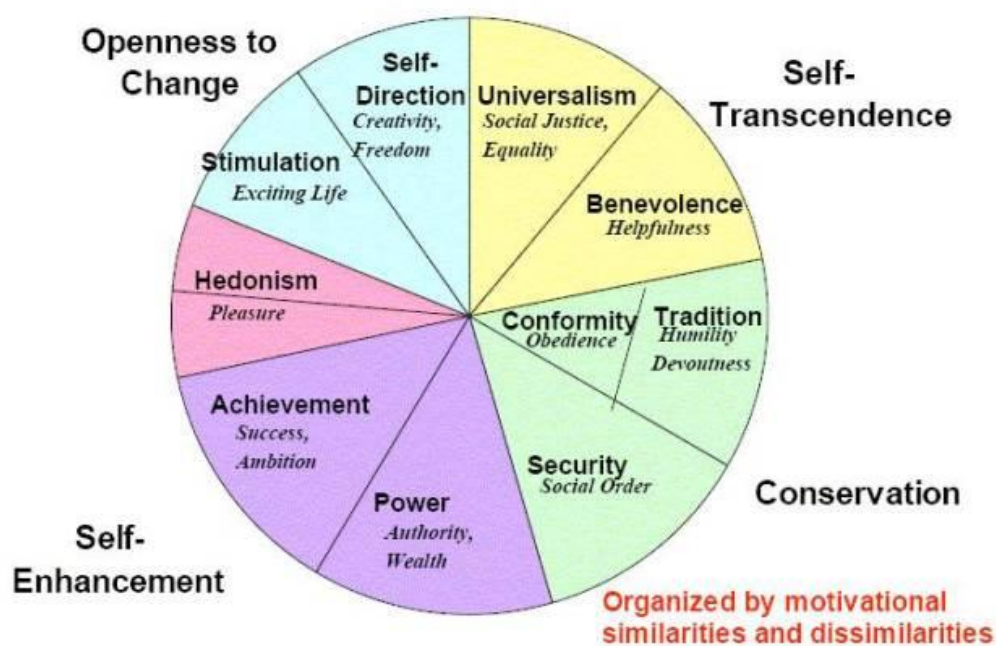 Openness to
Change
Self-
Direction
Creativity,
Freedom
Universalism
Social Justice,
Equality
Self-
Transcendence
Stimulation
Exciting Life
Benevolence
Helpfulness
Hedonism
Pleasure
Conformity
Obedience
Tradition
Humility
Devoutness
Achievement
Success,
Ambition
Security
Social Order
Power
Authority,
Wealth
Conservation
Self-
Enhancement
Organized by motivational
similarities and dissimilarities